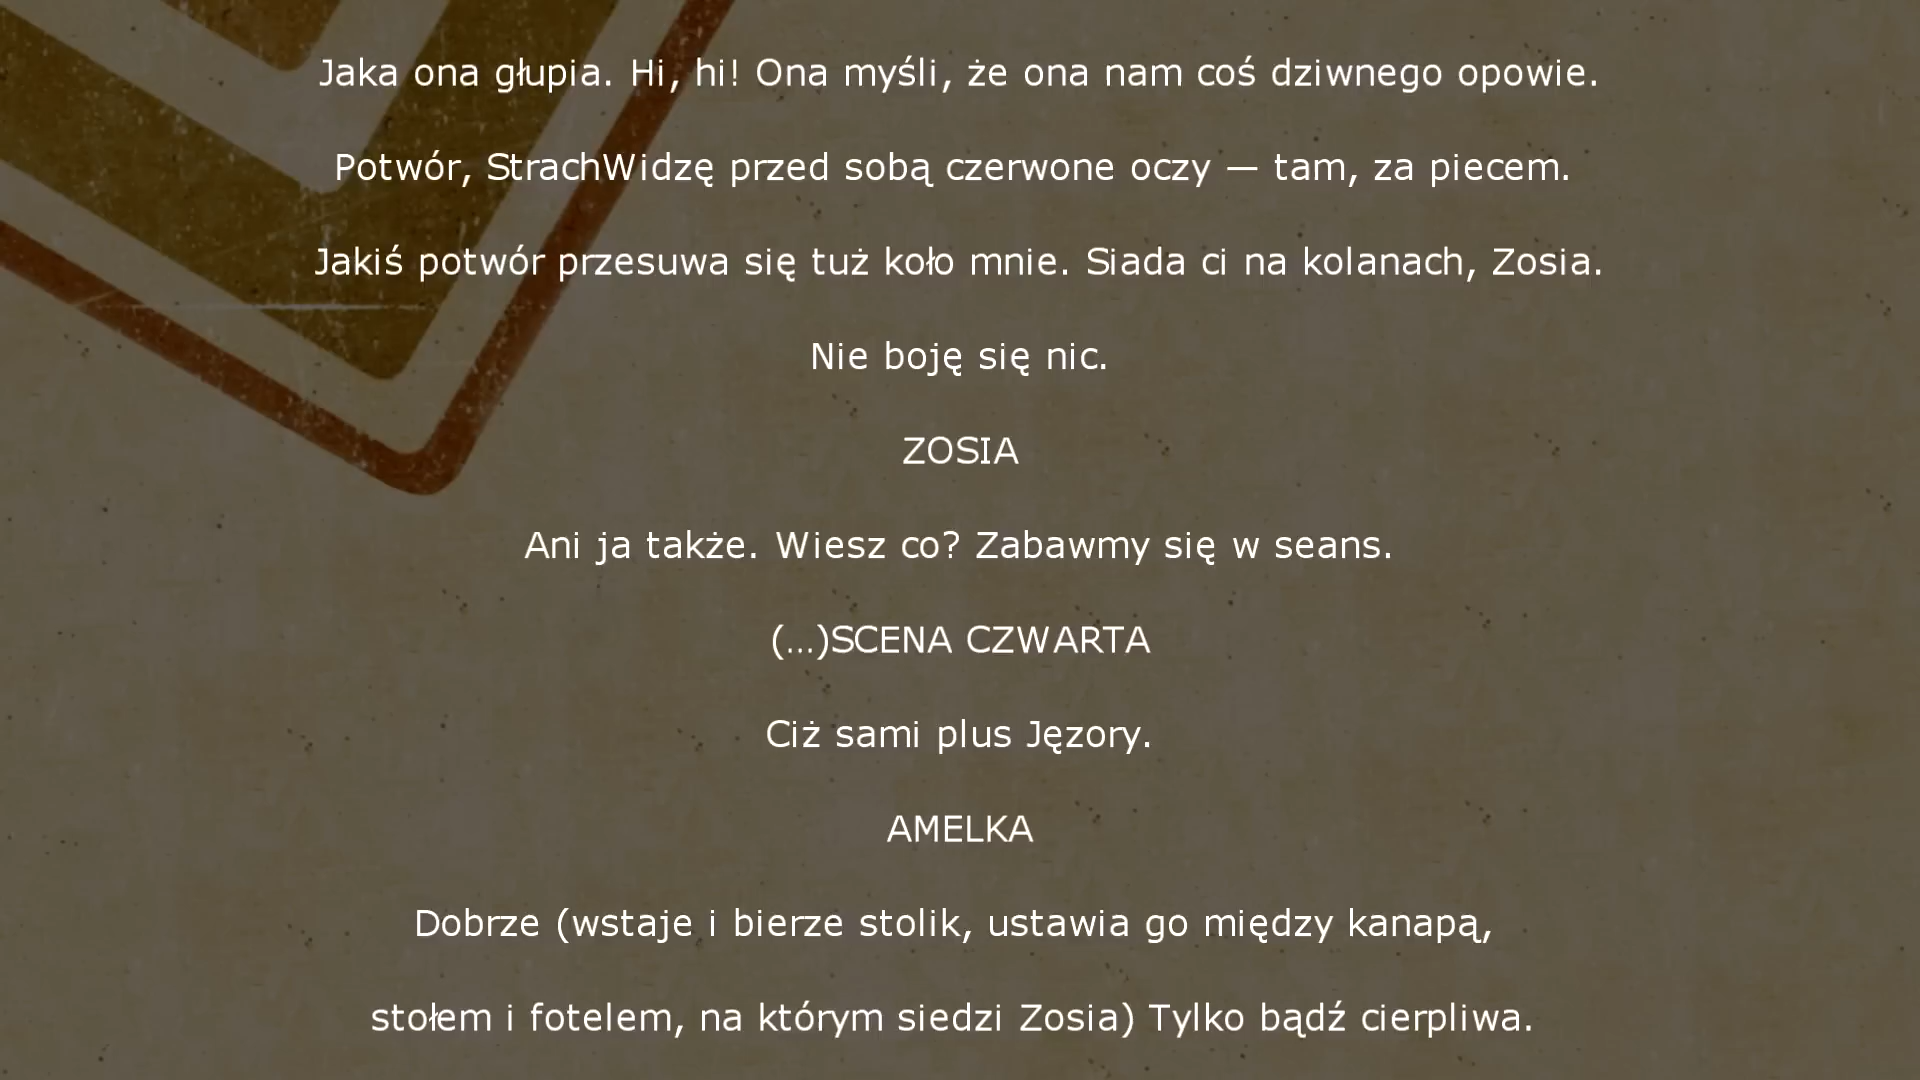 Jaka ona głupia. Hi, hi! Ona myśli, że ona nam coś dziwnego opowie.
Potwór, StrachWidzę przed sobą czerwone oczy — tam, za piecem.
Jakiś potwór przesuwa się tuż koło mnie. Siada ci na kolanach, Zosia.
Nie boję się nic.
ZOSIA
Ani ja także. Wiesz co? Zabawmy się w seans.
(...)SCENA CZWARTA
Ciż sami plus Jęzory.
AMELKA
Dobrze (wstaje i bierze stolik, ustawia go między kanapą,
stołem i fotelem, na którym siedzi Zosia) Tylko bądź cierpliwa.